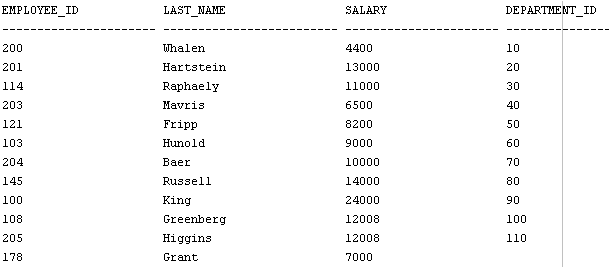 EMPLOYEE_ID LAST_NAME SALARY DEPARTMENT_ID
---------------------- ------------------------- ---------------------- ----------------------
200 Whalen 4400 10
201 Hartstein 13000 20
114 Raphaely 11000 30
203 Mavris 6500 40
121 Fripp 8200 50
103 Hunold 9000 60
204 Baer 10000 70
145 Russell 14000 80
100 King 24000 90
108 Greenberg 12008 100
205 Higgins 12008 110
178 Grant 7000